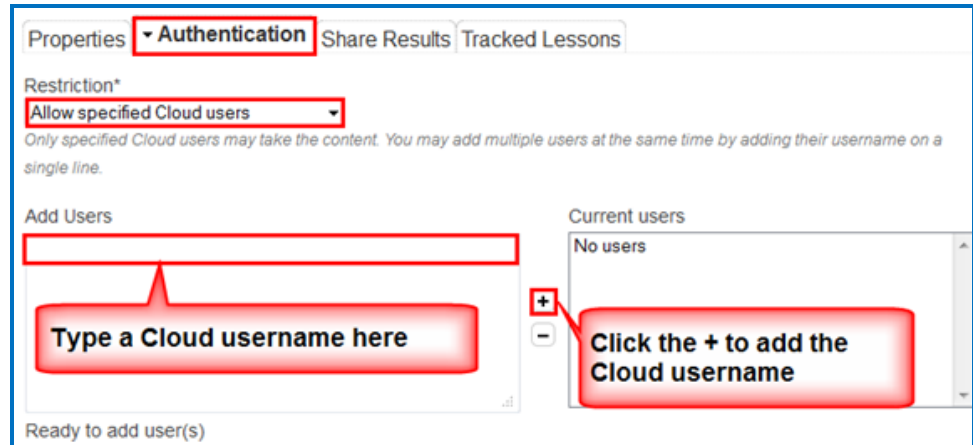 Properties Authentication Share Results Tracked Lessons
Restriction*
Allow specified Cloud users
Only specified Cloud users may take the content. You may add multiple users at the same time by adding their username on a
single line.
Add Users Current users
No users
+
Type a Cloud username here
−
Click the + to add the
Cloud username
Ready to add user(s)